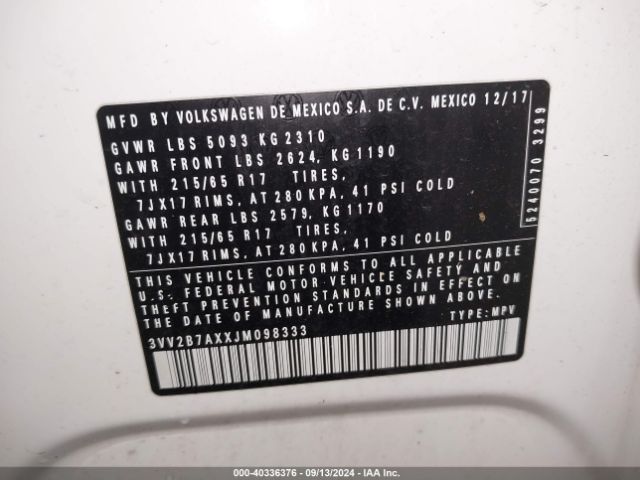 MFD BY VOLKSWAGEN DE MEXICO S.A. DE C.V. MEXICO 12/17
GVWR LBS 5093 KG 2310
GAWR FRONT LBS 2624, KG 1190
WITH 215/65 R17 TIRES,
7JX17 RIMS, AT 280 KPA, 41 PSI COLD
GAWR REAR LBS 2579, KG 1170
WITH 215/65 R17 TIRES,
7JX17 RIMS, AT 280 KPA, 41 PSI COLD
THIS VEHICLE CONFORMS TO ALL APPLICABLE
U.S. FEDERAL MOTOR VEHICLE SAFETY AND
THEFT PREVENTION STANDARDS IN EFFECT ON
THE DATE OF MANUFACTURE SHOWN ABOVE.
3VV2B7AXXJM098333 TYPE: MPV
5240070 3299
000-40336376 - 09/13/2024 - IAA Inc.